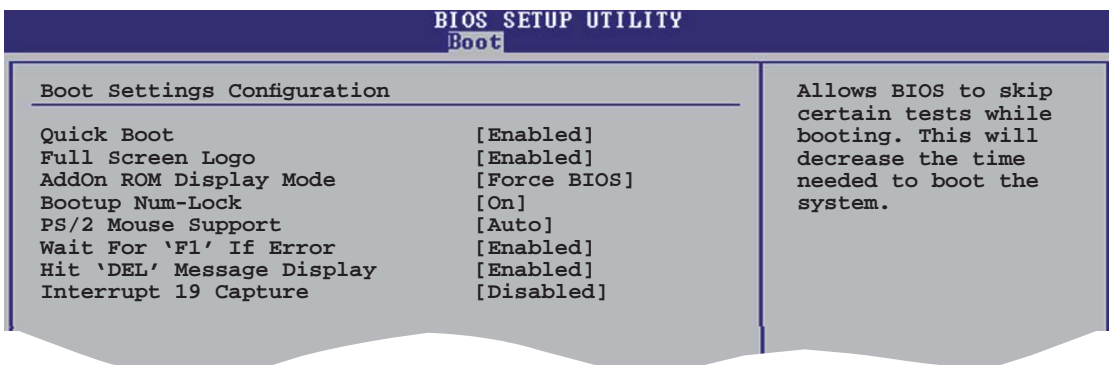 BIOS SETUP UTILITY
Boot
Boot Settings Configuration
Quick Boot [Enabled]
Full Screen Logo [Enabled]
AddOn ROM Display Mode [Force BIOS]
Bootup Num-Lock [On]
PS/2 Mouse Support [Auto]
Wait For ‘F1’ If Error [Enabled]
Hit ‘DEL’ Message Display [Enabled]
Interrupt 19 Capture [Disabled]
Allows BIOS to skip
certain tests while
booting. This will
decrease the time
needed to boot the
system.